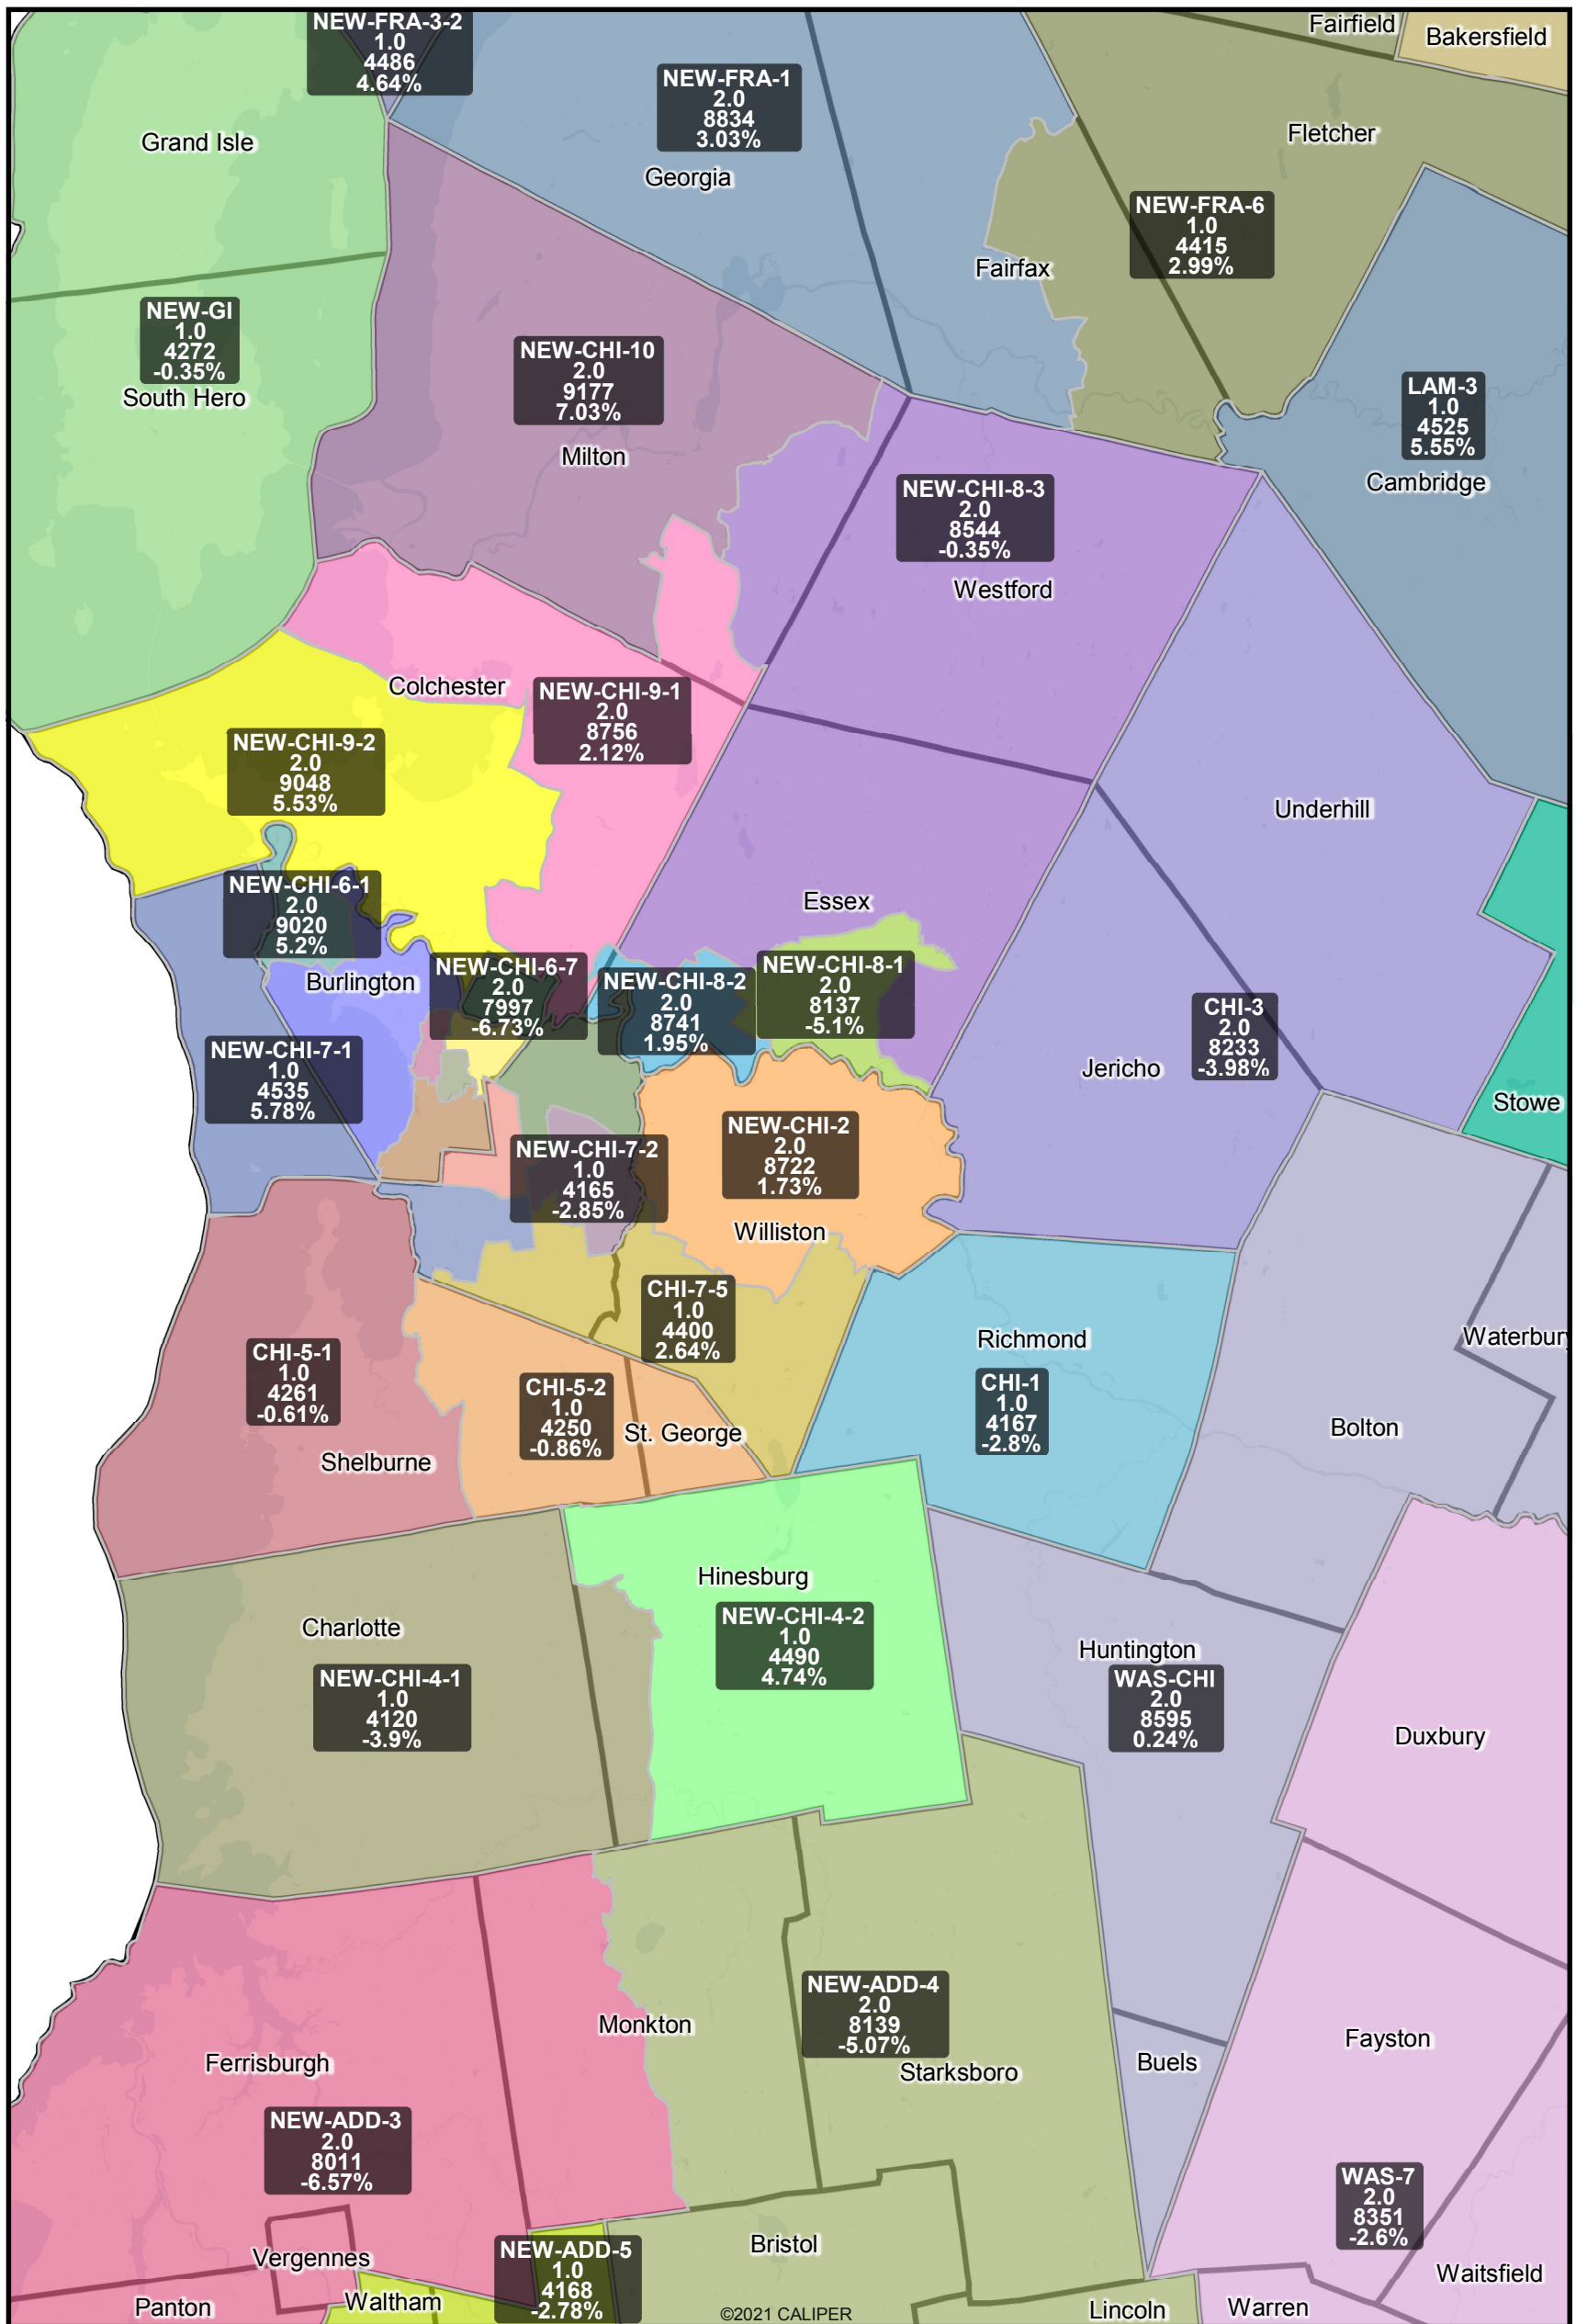 NEW-FRA-3-2
1.0
4486
4.64%
Fairfield
Bakersfield
NEW-FRA-1
2.0
8834
3.03%
Grand Isle
Fletcher
Georgia
NEW-FRA-6
1.0
4415
2.99%
Fairfax
NEW-GI
1.0
4272
-0.35%
South Hero
NEW-CHI-10
2.0
9177
7.03%
Milton
LAM-3
1.0
4525
5.55%
Cambridge
NEW-CHI-8-3
2.0
8544
-0.35%
Westford
Colchester
NEW-CHI-9-1
2.0
8756
2.12%
NEW-CHI-9-2
2.0
9048
5.53%
Underhill
NEW-CHI-6-1
2.0
9020
5.2%
Essex
Burlington
NEW-CHI-6-7
2.0
7997
-6.73%
NEW-CHI-8-2
2.0
8741
1.95%
NEW-CHI-8-1
2.0
8137
-5.1%
CHI-3
2.0
8233
-3.98%
NEW-CHI-7-1
1.0
4535
5.78%
Jericho
Stowe
NEW-CHI-7-2
1.0
4165
-2.85%
NEW-CHI-2
2.0
8722
1.73%
Williston
CHI-7-5
1.0
4400
2.64%
Richmond
Waterbury
CHI-5-1
1.0
4261
-0.61%
Shelburne
CHI-5-2
1.0
4250
-0.86%
St. George
CHI-1
1.0
4167
-2.8%
Bolton
Hinesburg
NEW-CHI-4-2
1.0
4490
4.74%
Charlotte
NEW-CHI-4-1
1.0
4120
-3.9%
Huntington
WAS-CHI
2.0
8595
0.24%
Duxbury
NEW-ADD-4
2.0
8139
-5.07%
Monkton
Starksboro
Fayston
Buels
Ferrisburgh
NEW-ADD-3
2.0
8011
-6.57%
WAS-7
2.0
8351
-2.6%
Vergennes
Bristol
NEW-ADD-5
1.0
4168
-2.78%
Waitsfield
Panton
Waltham
©2021 CALIPER
Lincoln
Warren